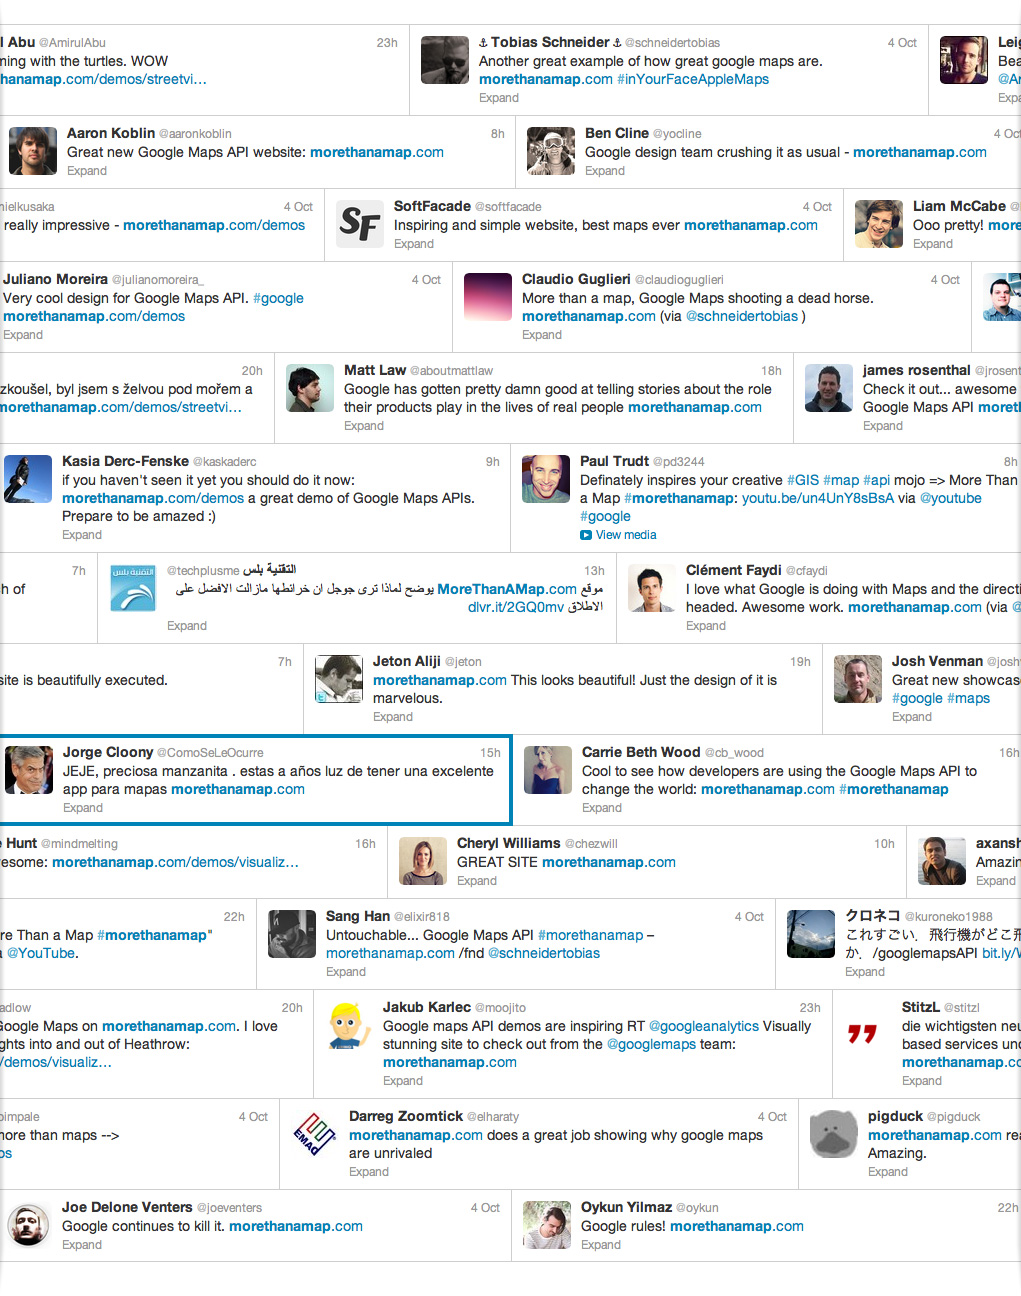 l Abu @AmirulAbu 23h
ming with the turtles. WOW
hanamap.com/demos/streetvi…
⚓ Tobias Schneider ⚓ @schneidertobias 4 Oct
Another great example of how great google maps are.
morethanamap.com #inYourFaceAppleMaps
Expand
Leig
Bea
@Ar
Expa
Aaron Koblin @aaronkoblin 8h
Great new Google Maps API website: morethanamap.com
Expand
Ben Cline @yocline 4 Oct
Google design team crushing it as usual - morethanamap.com
Expand
nielkusaka 4 Oct
really impressive - morethanamap.com/demos
SF
SoftFacade @softfacade 4 Oct
Inspiring and simple website, best maps ever morethanamap.com
Expand
Liam McCabe @
Ooo pretty! more
Expand
Juliano Moreira @julianomoreira_ 4 Oct
Very cool design for Google Maps API. #google
morethanamap.com/demos
Expand
Claudio Guglieri @claudioguglieri 4 Oct
More than a map, Google Maps shooting a dead horse.
morethanamap.com (via @schneidertobias )
Expand
20h
zkoušel, byl jsem s želvou pod mořem a
morethanamap.com/demos/streetvi…
Matt Law @aboutmattlaw 18h
Google has gotten pretty damn good at telling stories about the role
their products play in the lives of real people morethanamap.com
Expand
james rosenthal @jrosent
Check it out... awesome
Google Maps API moret
Expand
Kasia Derc-Fenske @kaskaderc 9h
if you haven't seen it yet you should do it now:
morethanamap.com/demos a great demo of Google Maps APIs.
Prepare to be amazed :)
Expand
Paul Trudt @pd3244 8h
Definately inspires your creative #GIS #map #api mojo => More Than
a Map #morethanamap: youtu.be/un4UnY8sBsA via @youtube
#google
View media
7h
ch of
التقنية بلس
التقنية بلس @techplusme 13h
موقع MoreThanAMap.com يوضح لماذا ترى جوجل ان خرائطها مازالت الافضل على
الاطلاق dlvr.it/2GQ0mv
Expand
Clément Faydi @cfaydi
I love what Google is doing with Maps and the directi
headed. Awesome work. morethanamap.com (via @
Expand
7h
site is beautifully executed.
Jeton Aliji @jeton 19h
morethanamap.com This looks beautiful! Just the design of it is
marvelous.
Expand
Josh Venman @josh
Great new showcas
#google #maps
Expand
Jorge Cloony @ComoSeLeOcurre 15h
JEJE, preciosa manzanita . estas a años luz de tener una excelente
app para mapas morethanamap.com
Expand
Carrie Beth Wood @cb_wood 16h
Cool to see how developers are using the Google Maps API to
change the world: morethanamap.com #morethanamap
Expand
e Hunt @mindmelting 16h
esome: morethanamap.com/demos/visualiz…
Cheryl Williams @chezwill 10h
GREAT SITE morethanamap.com
Expand
axansh
Amazin
Expand
22h
re Than a Map #morethanamap"
a @YouTube.
Sang Han @elixir818 4 Oct
Untouchable... Google Maps API #morethanamap –
morethanamap.com /fnd @schneidertobias
Expand
クロネコ @kuroneko1988
これすごい．飛行機がどこ飛
か．/googlemapsAPI bit.ly/V
Expand
adlow 20h
Google Maps on morethanamap.com. I love
ghts into and out of Heathrow:
/demos/visualiz…
Jakub Karlec @moojito 23h
Google maps API demos are inspiring RT @googleanalytics Visually
stunning site to check out from the @googlemaps team:
morethanamap.com
Expand
StitzL @stitzl
die wichtigsten neu
based services und
morethanamap.co
Expand
pimpale 4 Oct
more than maps -->
os
EMAd
Darreg Zoomtick @elharaty 4 Oct
morethanamap.com does a great job showing why google maps
are unrivaled
Expand
pigduck @pigduck
morethanamap.com rea
Amazing.
Expand
Joe Delone Venters @joeventers 4 Oct
Google continues to kill it. morethanamap.com
Expand
Oykun Yilmaz @oykun 22h
Google rules! morethanamap.com
Expand